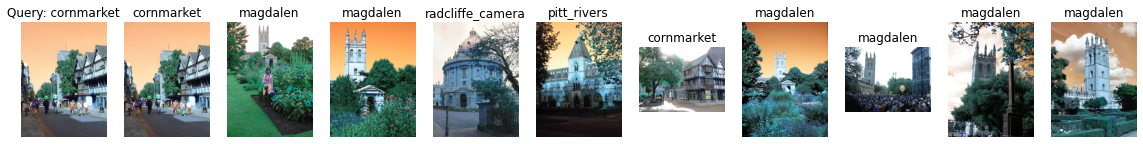 Query: cornmarket
cornmarket
magdalen
magdalen
radcliffe_camera
pitt_rivers
cornmarket
magdalen
magdalen
magdalen
magdalen